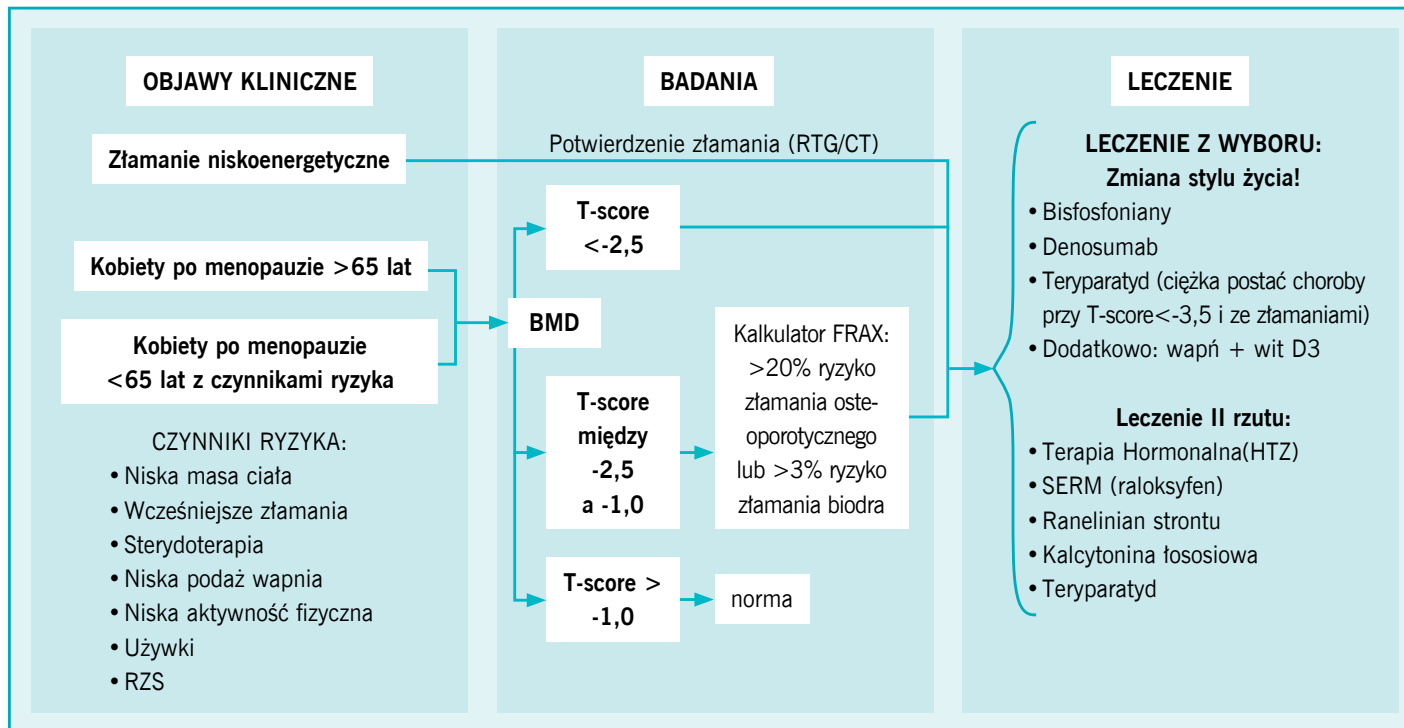 OBJAWY KLINICZNE
Złamanie niskoenergetyczne
Kobiety po menopauzie >65 lat
Kobiety po menopauzie
<65 lat z czynnikami ryzyka
CZYNNIKI RYZYKA:
• Niska masa ciała
• Wcześniejsze złamania
• Sterydoterapia
• Niska podaż wapnia
• Niska aktywność fizyczna
• Używki
• RZS
BADANIA
Potwierdzenie złamania (RTG/CT)
T-score
<-2,5
BMD
T-score
między
-2,5
a -1,0
Kalkulator FRAX:
>20% ryzyko
złamania oste-
oporotycznego
lub >3% ryzyko
złamania biodra
T-score >
-1,0
norma
LECZENIE
LECZENIE Z WYBORU:
Zmiana stylu życia!
• Bisfosfoniany
• Denosumab
• Teryparatyd (ciężka postać choroby
przy T-score<-3,5 i ze złamaniami)
• Dodatkowo: wapń + wit D3
Leczenie II rzutu:
• Terapia Hormonalna(HTZ)
• SERM (raloksyfen)
• Ranelinian strontu
• Kalcytonina łososiowa
• Teryparatyd